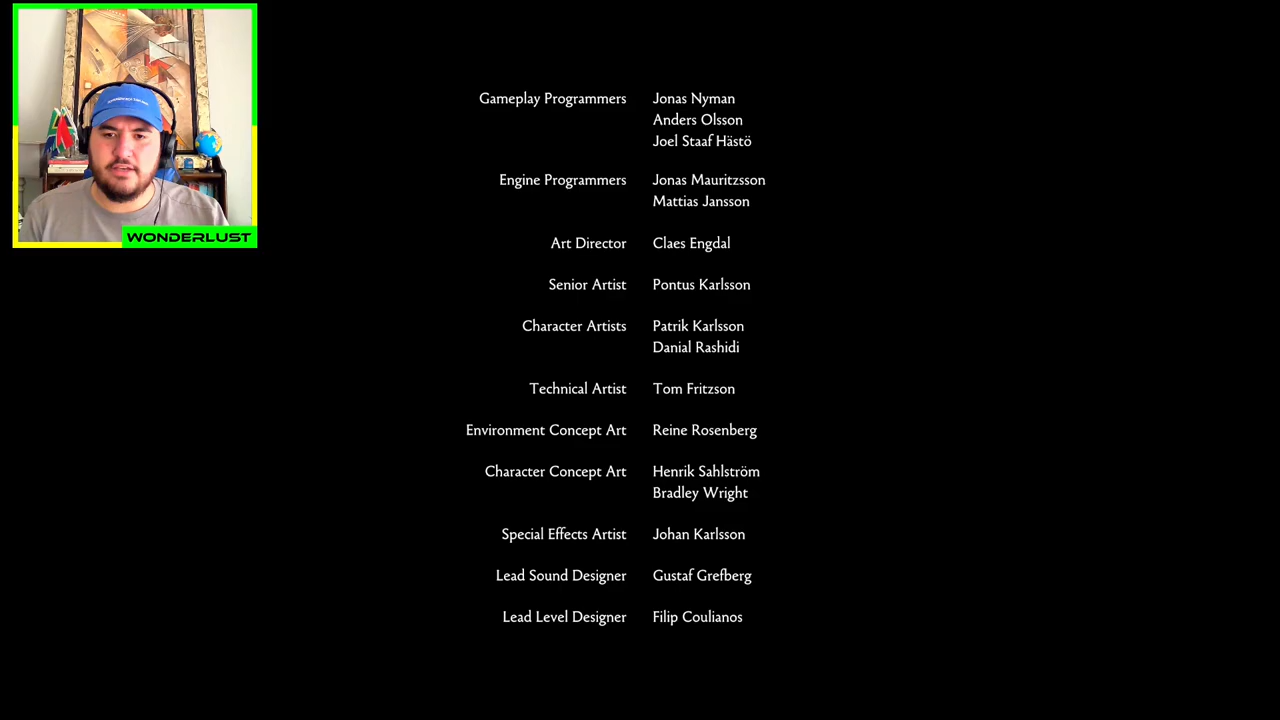 WONDERLUST
Gameplay Programmers Jonas Nyman
Anders Olsson
Joel Staaf Hästö
Engine Programmers Jonas Mauritzsson
Mattias Jansson
Art Director Claes Engdal
Senior Artist Pontus Karlsson
Character Artists Patrik Karlsson
Danial Rashidi
Technical Artist Tom Fritzson
Environment Concept Art Reine Rosenberg
Character Concept Art Henrik Sahlström
Bradley Wright
Special Effects Artist Johan Karlsson
Lead Sound Designer Gustaf Grefberg
Lead Level Designer Filip Coulianos